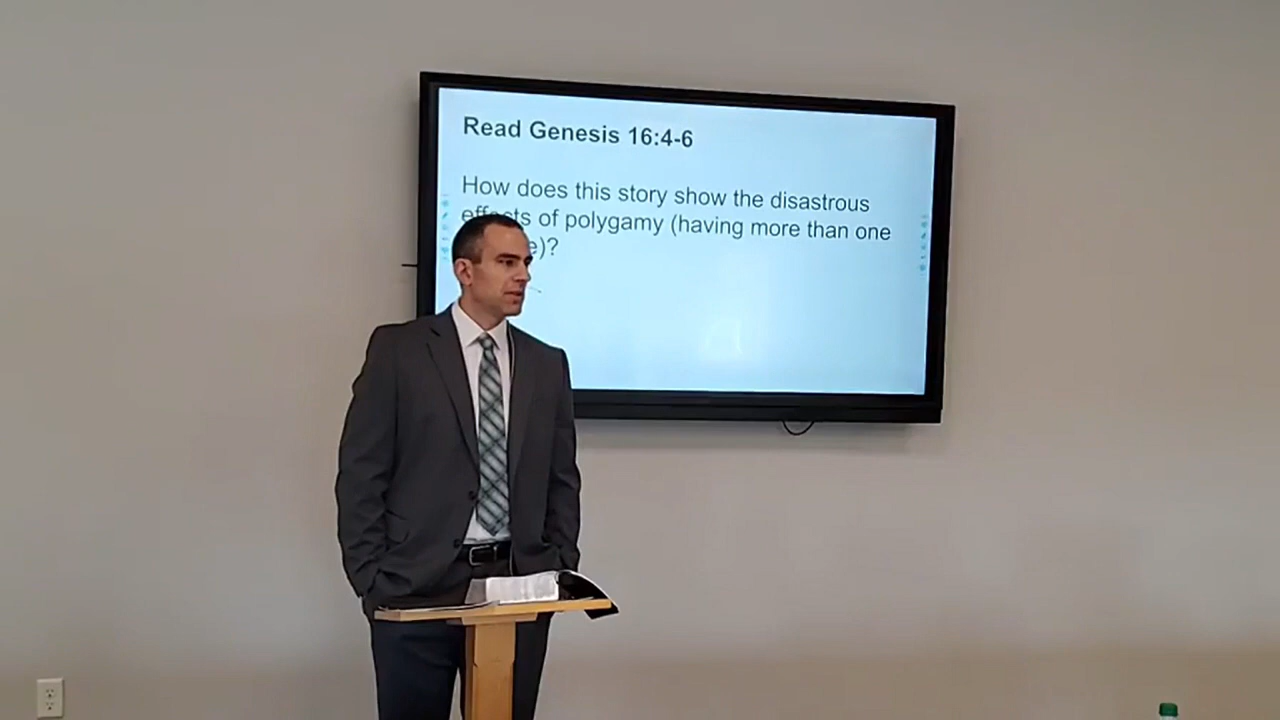 Read Genesis 16:4-6
How does this story show the disastrous
effects of polygamy (having more than one
e)?